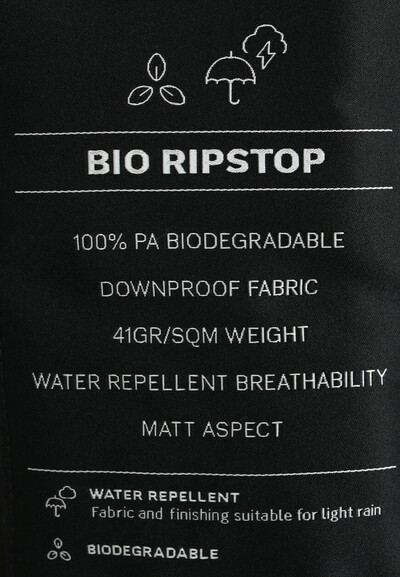 BIO RIPSTOP
100% PA BIODEGRADABLE
DOWNPROOF FABRIC
41GR/SQM WEIGHT
WATER REPELLENT BREATHABILITY
MATT ASPECT
WATER REPELLENT
Fabric and finishing suitable for light rain
BIODEGRADABLE